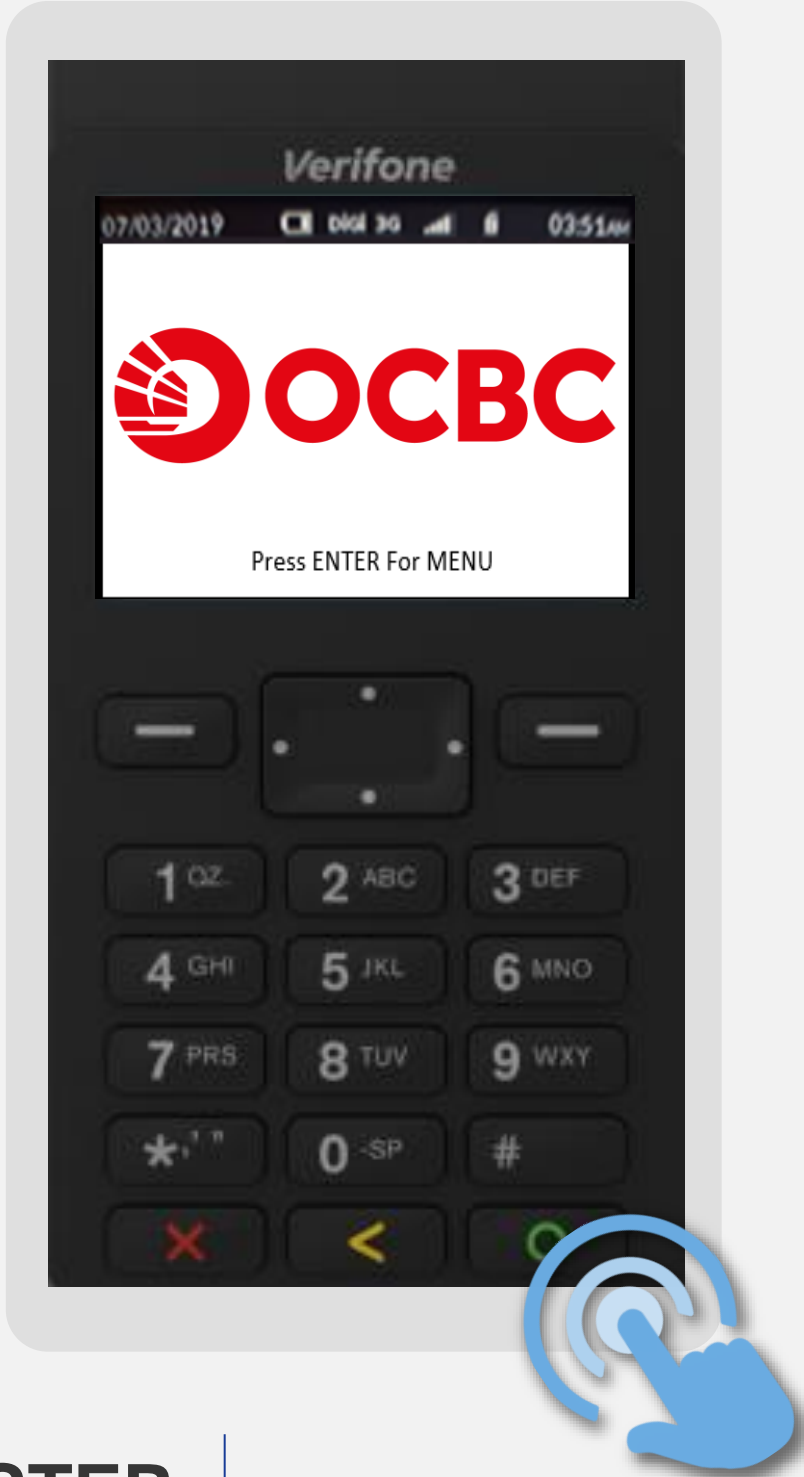 Verifone
07/03/2019 DIGI 3G 03:51AM
OCBC
Press ENTER For MENU
1 QZ. 2 ABC 3 DEF
4 GHI 5 JKL 6 MNO
7 PRS 8 TUV 9 WXY
*,'" 0 -SP #